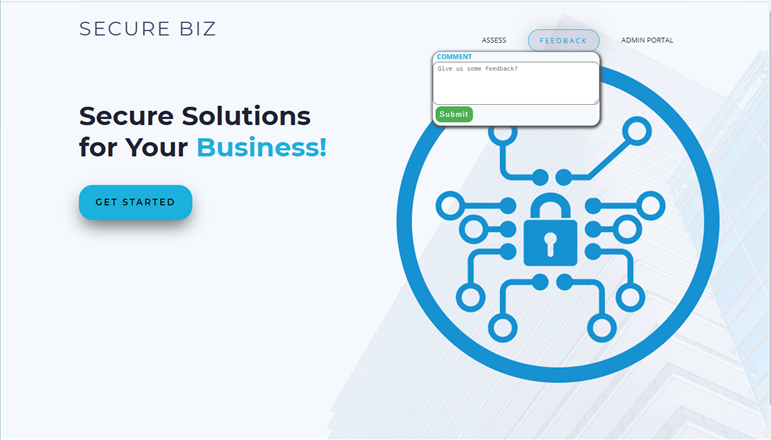 SECURE BIZ
ASSESS
FEEDBACK
ADMIN PORTAL
COMMENT
Give us some feedback?
Submit
Secure Solutions
for Your Business!
GET STARTED